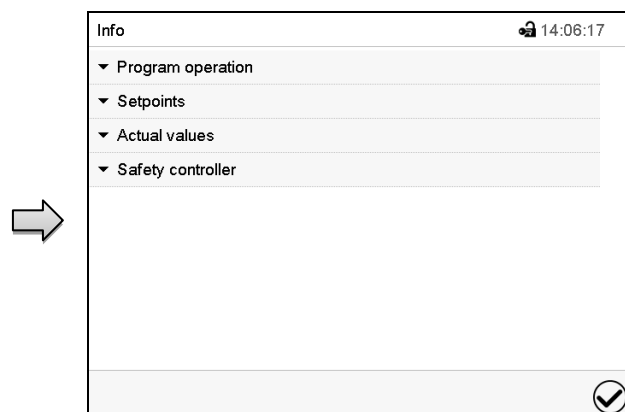 Info 14:06:17
Program operation
Setpoints
Actual values
Safety controller